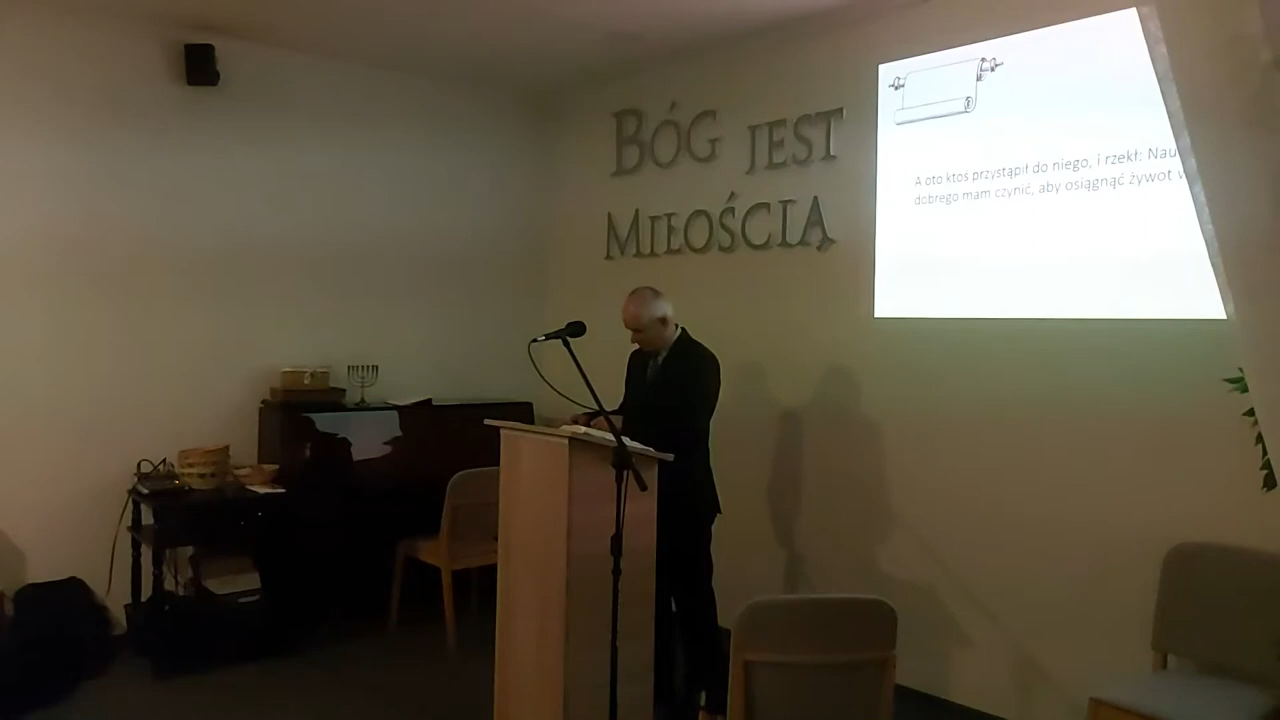 BÓG JEST
MIŁOŚCIĄ
A oto ktoś przystąpił do niego, i rzekł: Nau
dobrego mam czynić, aby osiągnąć żywot w